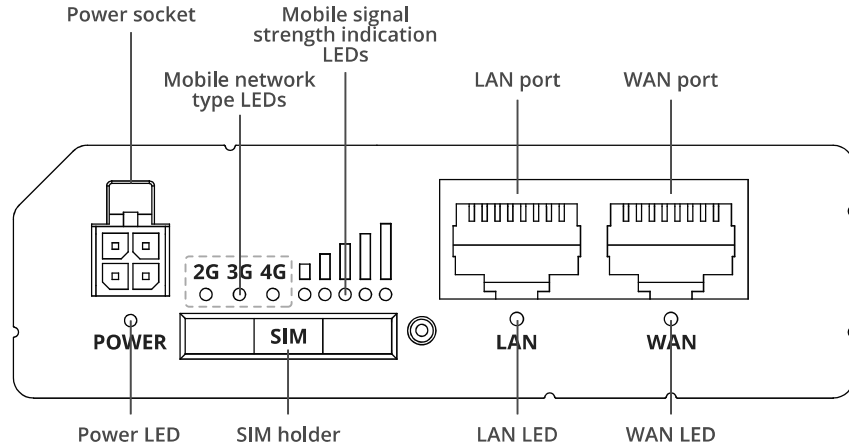 Power socket
Mobile signal
strength indication
LEDs
Mobile network
type LEDs
LAN port
WAN port
2G 3G 4G
POWER
SIM
LAN
WAN
Power LED
SIM holder
LAN LED
WAN LED